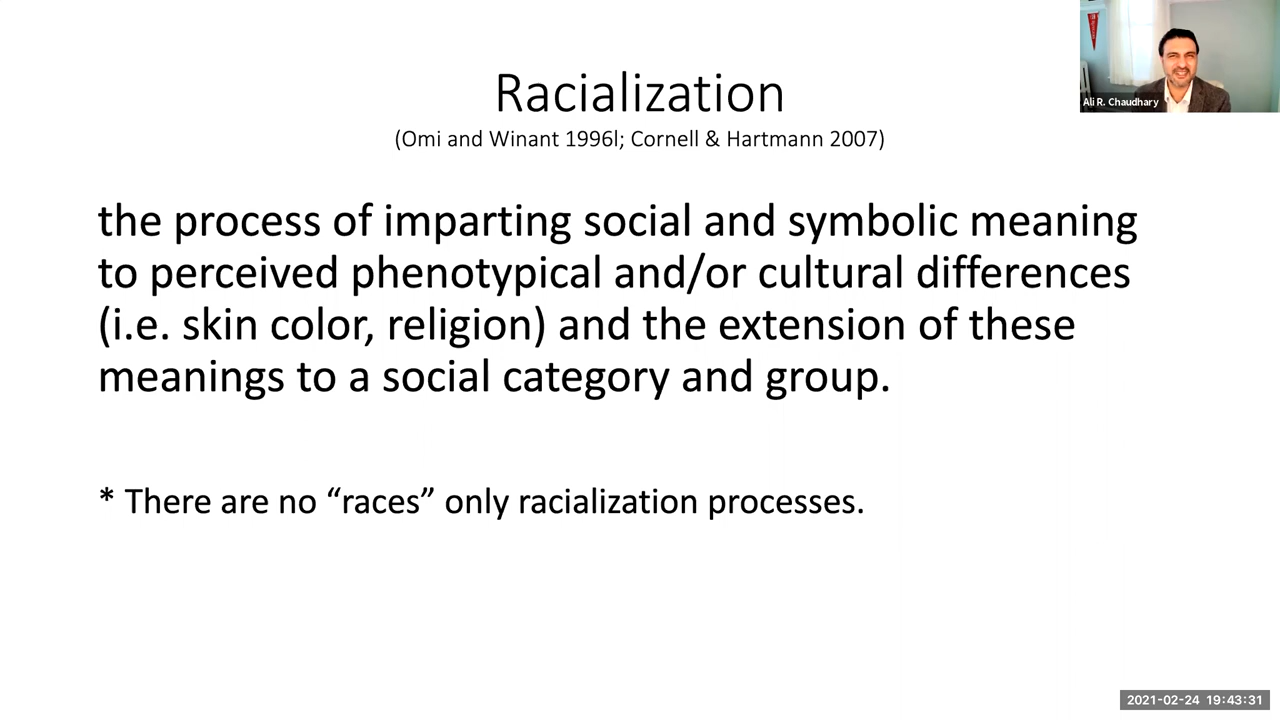 Racialization
(Omi and Winant 1996l; Cornell & Hartmann 2007)
Ali R. Chaudhary
the process of imparting social and symbolic meaning
to perceived phenotypical and/or cultural differences
(i.e. skin color, religion) and the extension of these
meanings to a social category and group.
* There are no “races” only racialization processes.
2021-02-24 19:43:31